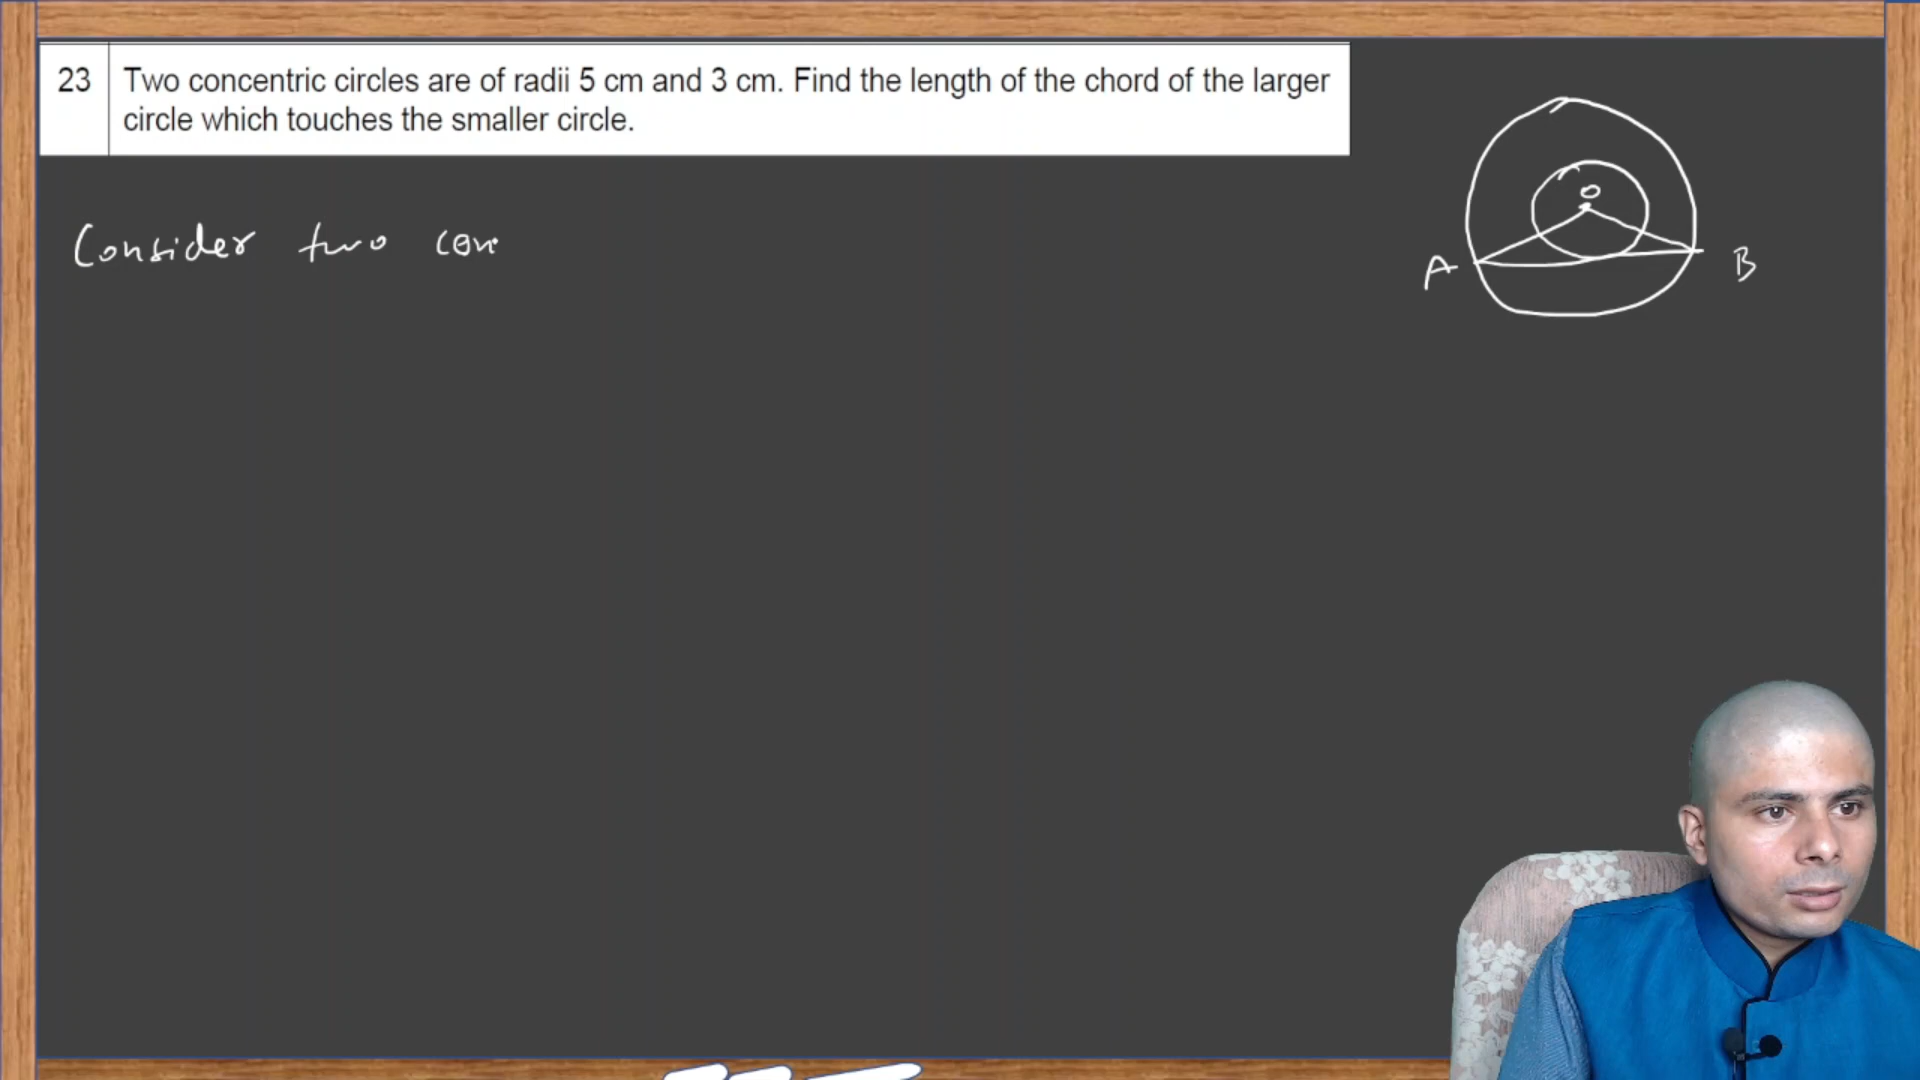 23 Two concentric circles are of radii 5 cm and 3 cm. Find the length of the chord of the larger
circle which touches the smaller circle.
Consider two con
O
A B